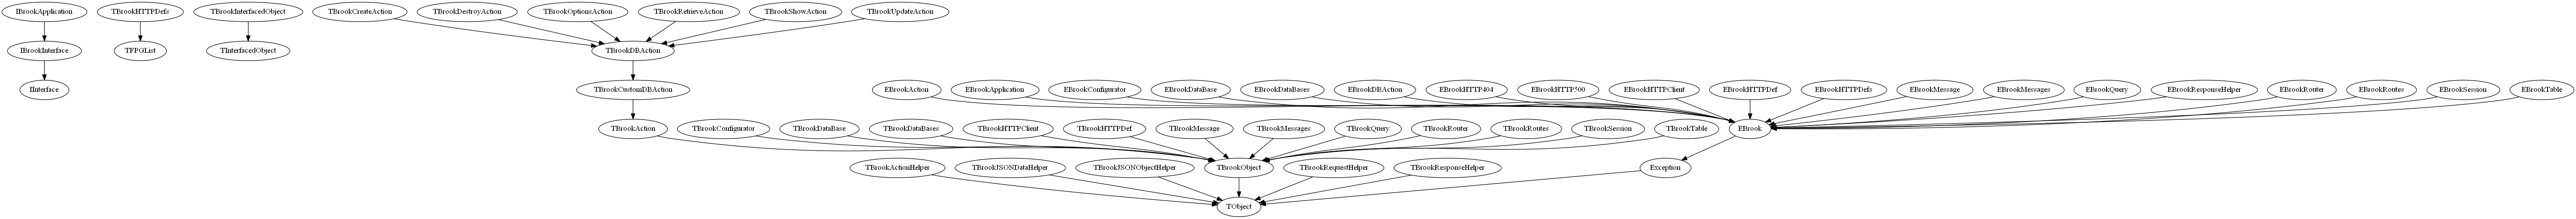 IBrookApplication
TBrookHTTPDefs
TBrookInterfacedObject
TBrookCreateAction
TBrookDestroyAction
TBrookOptionsAction
TBrookRetrieveAction
TBrookShowAction
TBrookUpdateAction
IBrookInterface
TFPGList
TInterfacedObject
TBrookDBAction
IInterface
TBrookCustomDBAction
EBrookAction
EBrookApplication
EBrookConfigurator
EBrookDataBase
EBrookDataBases
EBrookDBAction
EBrookHTTP404
EBrookHTTP500
EBrookHTTPClient
EBrookHTTPDef
EBrookHTTPDefs
EBrookMessage
EBrookMessages
EBrookQuery
EBrookResponseHelper
EBrookRouter
EBrookRoutes
EBrookSession
EBrookTable
TBrookAction
TBrookConfigurator
TBrookDataBase
TBrookDataBases
TBrookHTTPClient
TBrookHTTPDef
TBrookMessage
TBrookMessages
TBrookQuery
TBrookRouter
TBrookRoutes
TBrookSession
TBrookTable
EBrook
TBrookActionHelper
TBrookJSONDataHelper
TBrookJSONObjectHelper
TBrookObject
TBrookRequestHelper
TBrookResponseHelper
Exception
TObject